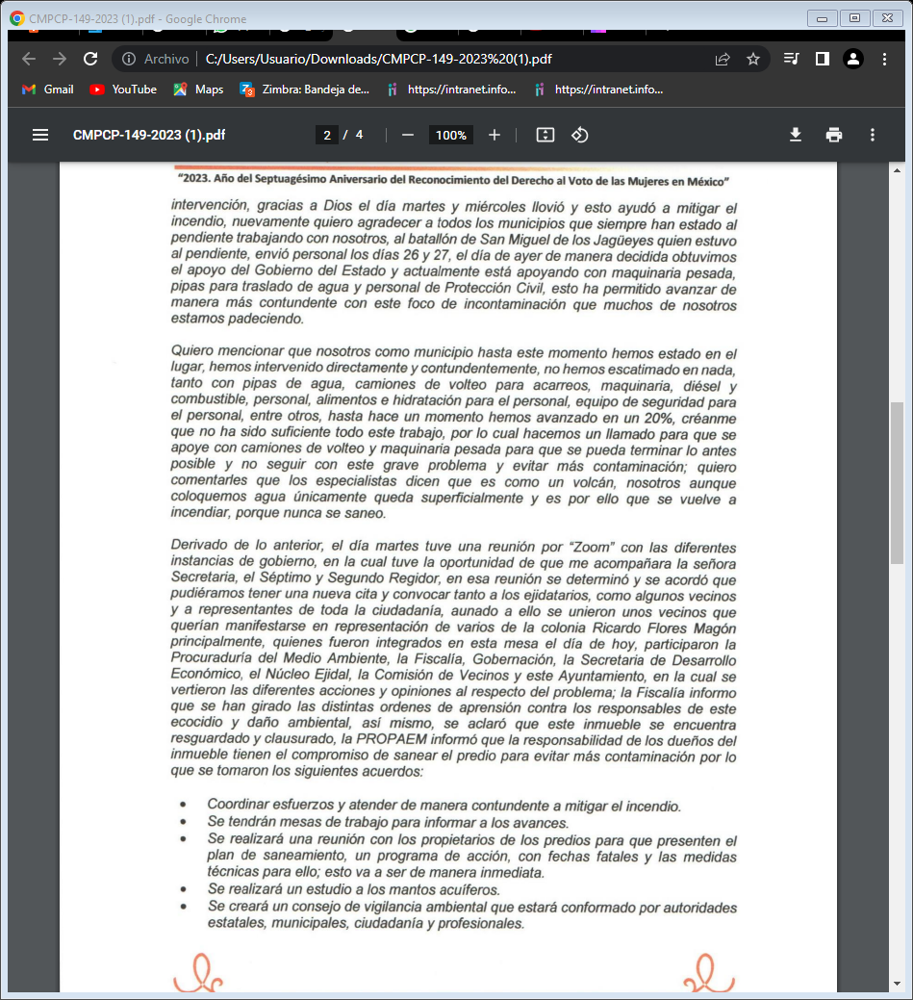 CMPCP-149-2023 (1).pdf - Google Chrome
Archivo C:/Users/Usuario/Downloads/CMPCP-149-2023%20(1).pdf
Gmail YouTube Maps Zimbra: Bandeja de... https://intranet.info... https://intranet.info...
CMPCP-149-2023 (1).pdf 2 / 4 100%
“2023. Año del Septuagésimo Aniversario del Reconocimiento del Derecho al Voto de las Mujeres en México”
intervención, gracias a Dios el día martes y miércoles llovió y esto ayudó a mitigar el
incendio, nuevamente quiero agradecer a todos los municipios que siempre han estado al
pendiente trabajando con nosotros, al batallón de San Miguel de los Jagüeyes quien estuvo
al pendiente, envió personal los días 26 y 27, el día de ayer de manera decidida obtuvimos
el apoyo del Gobierno del Estado y actualmente está apoyando con maquinaria pesada,
pipas para traslado de agua y personal de Protección Civil, esto ha permitido avanzar de
manera más contundente con este foco de incontaminación que muchos de nosotros
estamos padeciendo.
Quiero mencionar que nosotros como municipio hasta este momento hemos estado en el
lugar, hemos intervenido directamente y contundentemente, no hemos escatimado en nada,
tanto con pipas de agua, camiones de volteo para acarreos, maquinaria, diésel y
combustible, personal, alimentos e hidratación para el personal, equipo de seguridad para
el personal, entre otros, hasta hace un momento hemos avanzado en un 20%, créanme
que no ha sido suficiente todo este trabajo, por lo cual hacemos un llamado para que se
apoye con camiones de volteo y maquinaria pesada para que se pueda terminar lo antes
posible y no seguir con este grave problema y evitar más contaminación; quiero
comentarles que los especialistas dicen que es como un volcán, nosotros aunque
coloquemos agua únicamente queda superficialmente y es por ello que se vuelve a
incendiar, porque nunca se saneo.
Derivado de lo anterior, el día martes tuve una reunión por “Zoom” con las diferentes
instancias de gobierno, en la cual tuve la oportunidad de que me acompañara la señora
Secretaria, el Séptimo y Segundo Regidor, en esa reunión se determinó y se acordó que
pudiéramos tener una nueva cita y convocar tanto a los ejidatarios, como algunos vecinos
y a representantes de toda la ciudadanía, aunado a ello se unieron unos vecinos que
querían manifestarse en representación de varios de la colonia Ricardo Flores Magón
principalmente, quienes fueron integrados en esta mesa el día de hoy, participaron la
Procuraduría del Medio Ambiente, la Fiscalía, Gobernación, la Secretaria de Desarrollo
Económico, el Núcleo Ejidal, la Comisión de Vecinos y este Ayuntamiento, en la cual se
vertieron las diferentes acciones y opiniones al respecto del problema; la Fiscalía informo
que se han girado las distintas ordenes de aprensión contra los responsables de este
ecocidio y daño ambiental, así mismo, se aclaró que este inmueble se encuentra
resguardado y clausurado, la PROPAEM informó que la responsabilidad de los dueños del
inmueble tienen el compromiso de sanear el predio para evitar más contaminación por lo
que se tomaron los siguientes acuerdos:
• Coordinar esfuerzos y atender de manera contundente a mitigar el incendio.
• Se tendrán mesas de trabajo para informar a los avances.
• Se realizará una reunión con los propietarios de los predios para que presenten el
plan de saneamiento, un programa de acción, con fechas fatales y las medidas
técnicas para ello; esto va a ser de manera inmediata.
• Se realizará un estudio a los mantos acuíferos.
• Se creará un consejo de vigilancia ambiental que estará conformado por autoridades
estatales, municipales, ciudadanía y profesionales.